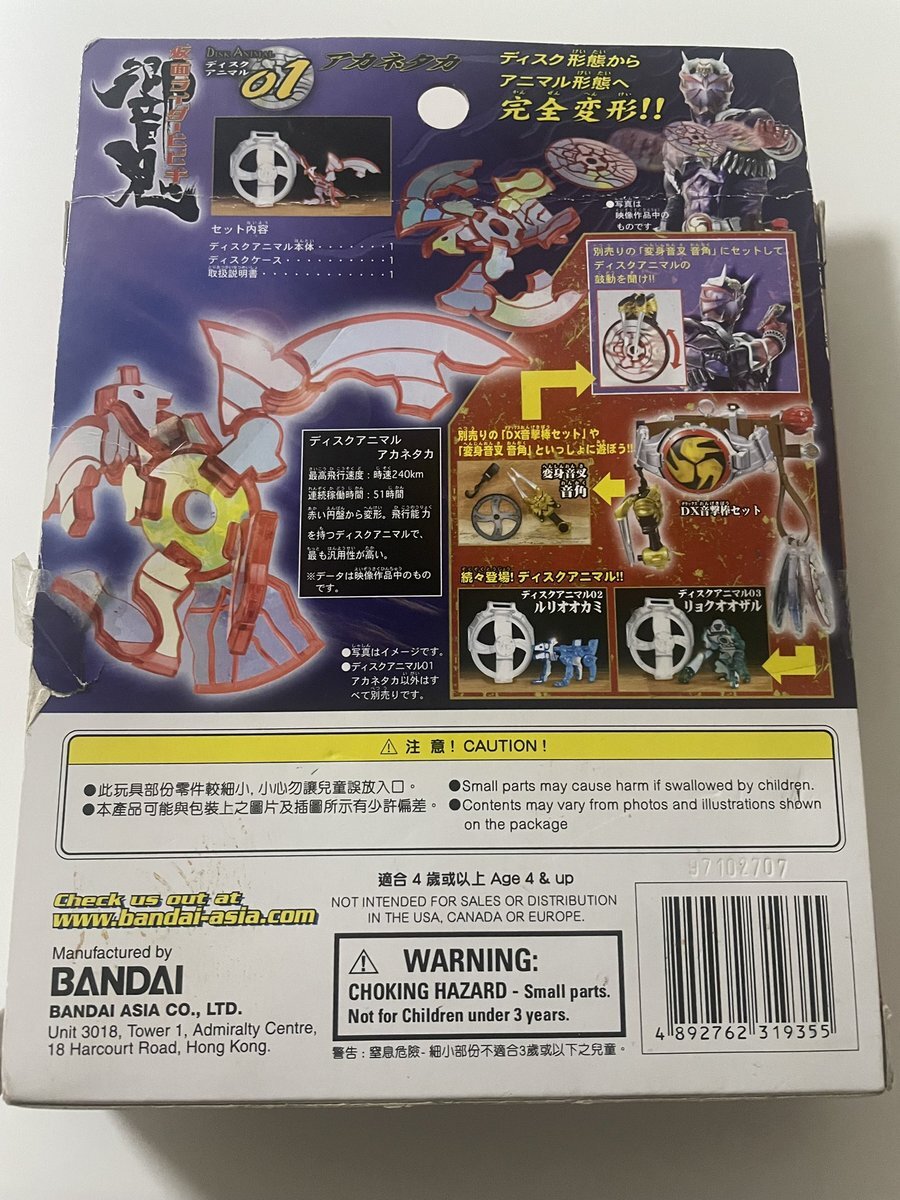 仮面ライダーヒビキ
響鬼
DISK ANIMAL
ディスク
アニマル
01
アカネタカ
ディスク形態から
アニマル形態へ
完全変形!!
●写真は
映像作品中の
ものです。
セット内容
ディスクアニマル本体・・・・・・・1
ディスクケース・・・・・・・・・・1
取扱説明書・・・・・・・・・・・・1
別売りの「変身音叉 音角」にセットして、
ディスクアニマルの
鼓動を聞け!!
ディスクアニマル
アカネタカ
最高飛行速度:時速240km
連続稼働時間:51時間
赤い円盤から変形。飛行能力
を持つディスクアニマルで、
最も汎用性が高い。
※データは映像作品中のもの
です。
別売りの「DX音撃棒セット」や
「変身音叉 音角」といっしょに遊ぼう!!
変身音叉
音角
DX音撃棒セット
続々登場!ディスクアニマル!!
ディスクアニマル02
ルリオオカミ
ディスクアニマル03
リョクオオザル
●写真はイメージです。
●ディスクアニマル01
アカネタカ以外はす
べて別売りです。
⚠ 注 意! CAUTION!
●此玩具部份零件較細小,小心勿讓兒童誤放入口。
●本產品可能與包裝上之圖片及插圖所示有少許偏差。
●Small parts may cause harm if swallowed by children.
●Contents may vary from photos and illustrations shown
on the package
97102707
適合 4 歲或以上 Age 4 & up
NOT INTENDED FOR SALES OR DISTRIBUTION
IN THE USA, CANADA OR EUROPE.
Check us out at
www.bandai-asia.com
Manufactured by
BANDAI
BANDAI ASIA CO., LTD.
Unit 3018, Tower 1, Admiralty Centre,
18 Harcourt Road, Hong Kong.
⚠ WARNING:
CHOKING HAZARD - Small parts.
Not for Children under 3 years.
警告:窒息危險-細小部份不適合3歲或以下之兒童。
4 892762 319355